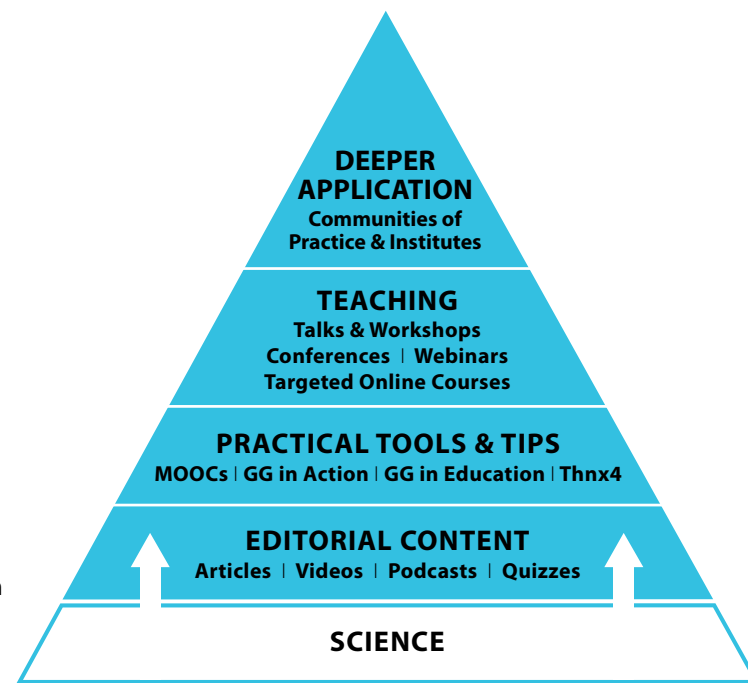 DEEPER
APPLICATION
Communities of
Practice & Institutes
TEACHING
Talks & Workshops
Conferences | Webinars
Targeted Online Courses
PRACTICAL TOOLS & TIPS
MOOCs | GG in Action | GG in Education | Thnx4
EDITORIAL CONTENT
Articles | Videos | Podcasts | Quizzes
SCIENCE